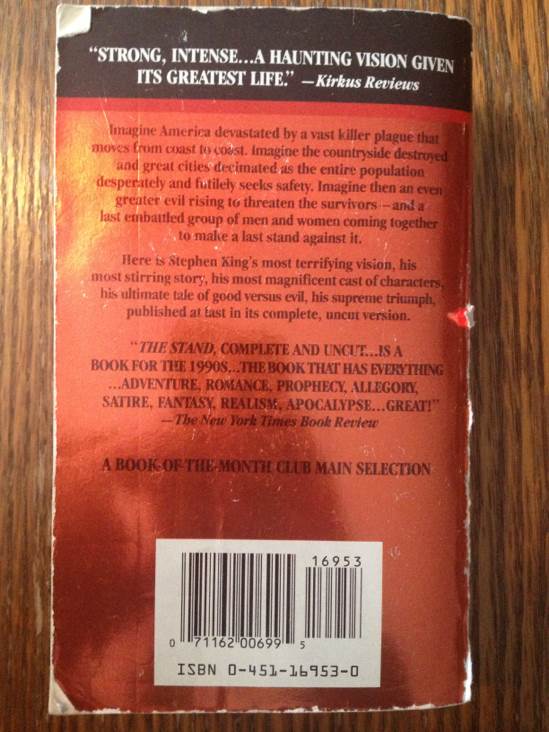 “STRONG, INTENSE...A HAUNTING VISION GIVEN
ITS GREATEST LIFE.” —Kirkus Reviews
Imagine America devastated by a vast killer plague that
moves from coast to coast. Imagine the countryside destroyed
and great cities decimated as the entire population
desperately and futilely seeks safety. Imagine then an even
greater evil rising to threaten the survivors —and a
last embattled group of men and women coming together
to make a last stand against it.
Here is Stephen King's most terrifying vision, his
most stirring story, his most magnificent cast of characters,
his ultimate tale of good versus evil, his supreme triumph,
published at last in its complete, uncut version.
“THE STAND, COMPLETE AND UNCUT...IS A
BOOK FOR THE 1990S...THE BOOK THAT HAS EVERYTHING
...ADVENTURE, ROMANCE, PROPHECY, ALLEGORY,
SATIRE, FANTASY, REALISM, APOCALYPSE...GREAT!”
—The New York Times Book Review
A BOOK-OF-THE-MONTH CLUB MAIN SELECTION
16953
0 71162 00699 5
ISBN 0-451-16953-0